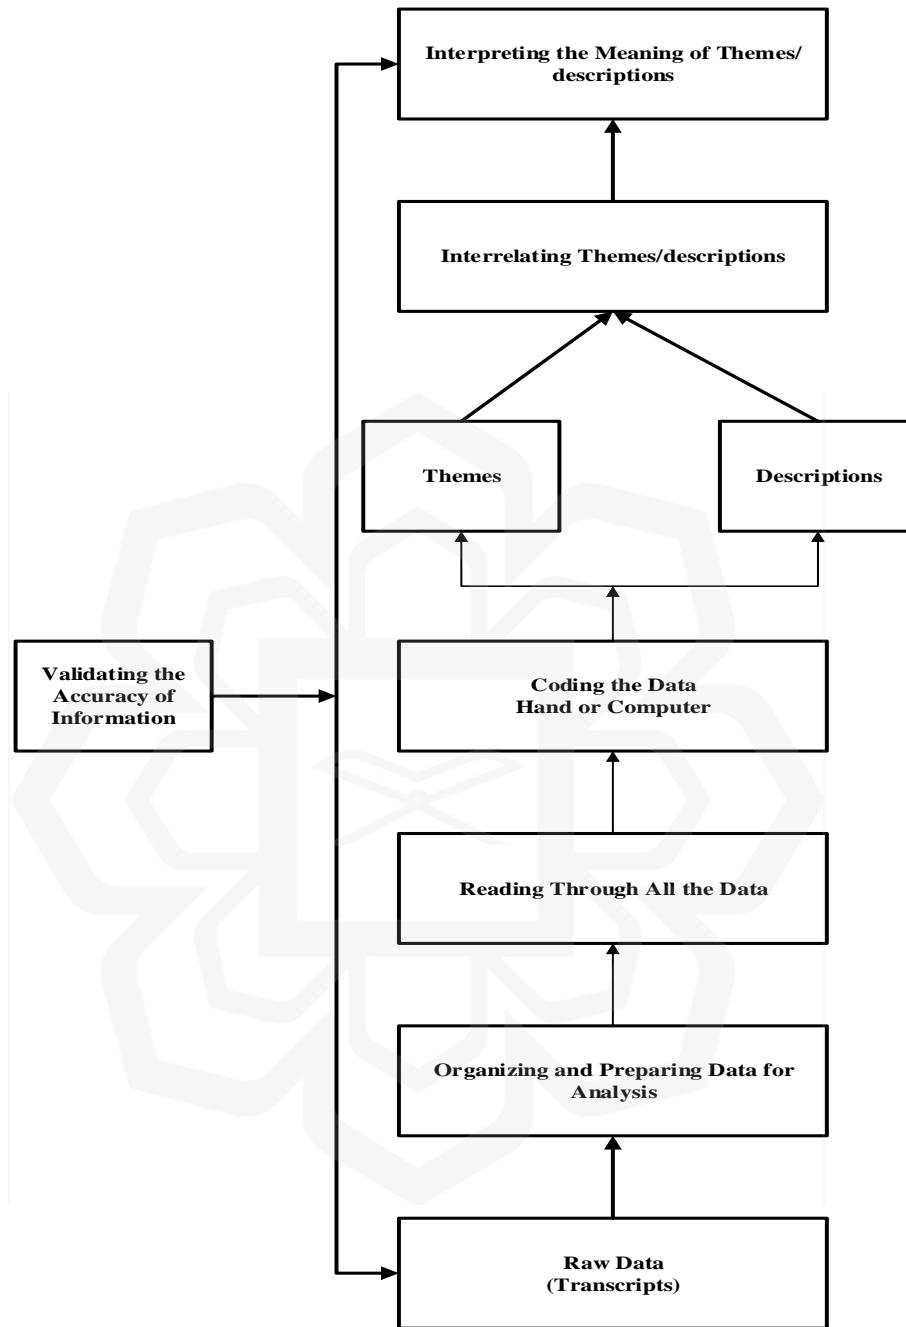 Interpreting the Meaning of Themes/
descriptions
Interrelating Themes/descriptions
Themes
Descriptions
Validating the
Accuracy of
Information
Coding the Data
Hand or Computer
Reading Through All the Data
Organizing and Preparing Data for
Analysis
Raw Data
(Transcripts)